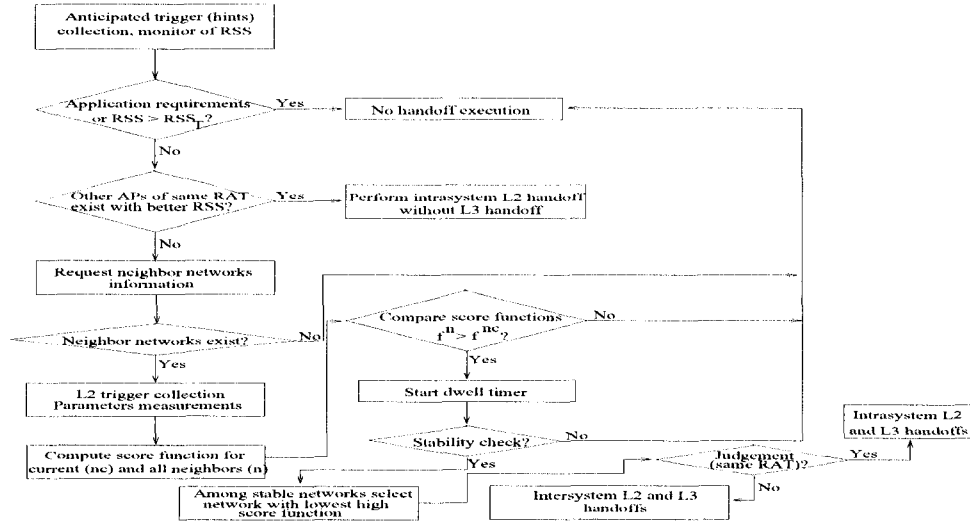 Anticipated trigger (hints)
collection, monitor of RSS
Application requirements
or RSS > RSS_T?
Yes
No handoff execution
No
Other APs of same RAT
exist with better RSS?
Yes
Perform intrasystem L2 handoff
without L3 handoff
No
Request neighbor networks
information
Neighbor networks exist?
No
Yes
L2 trigger collection
Parameters measurements
Compute score function for
current (nc) and all neighbors (n)
Compare score functions
f^n > f^nc ?
No
Yes
Start dwell timer
Stability check?
No
Yes
Among stable networks select
network with lowest high
score function
Judgement
(same RAT)?
Yes
Intrasystem L2
and L3 handoffs
No
Intersystem L2 and L3
handoffs